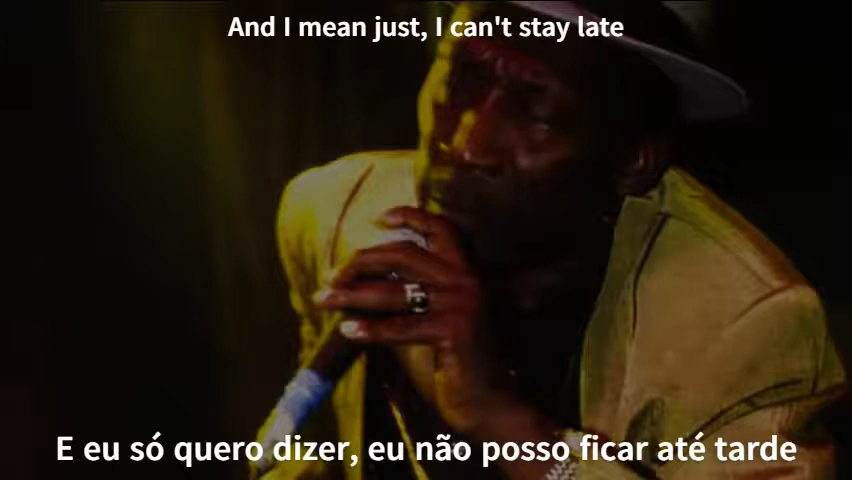 And I mean just, I can't stay late
E eu só quero dizer, eu não posso ficar até tarde